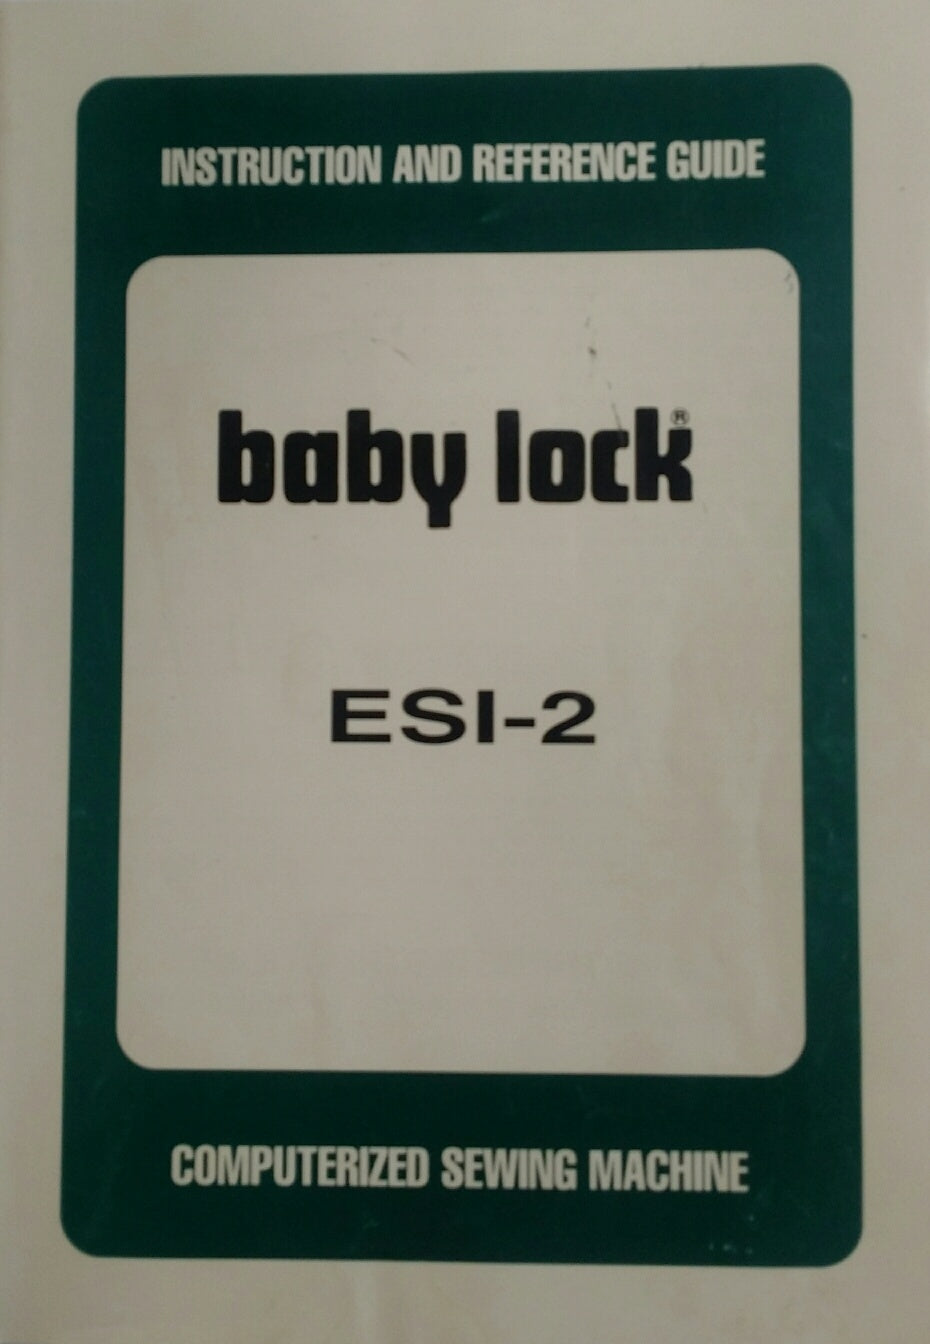 INSTRUCTION AND REFERENCE GUIDE
baby lock®
ESI-2
COMPUTERIZED SEWING MACHINE